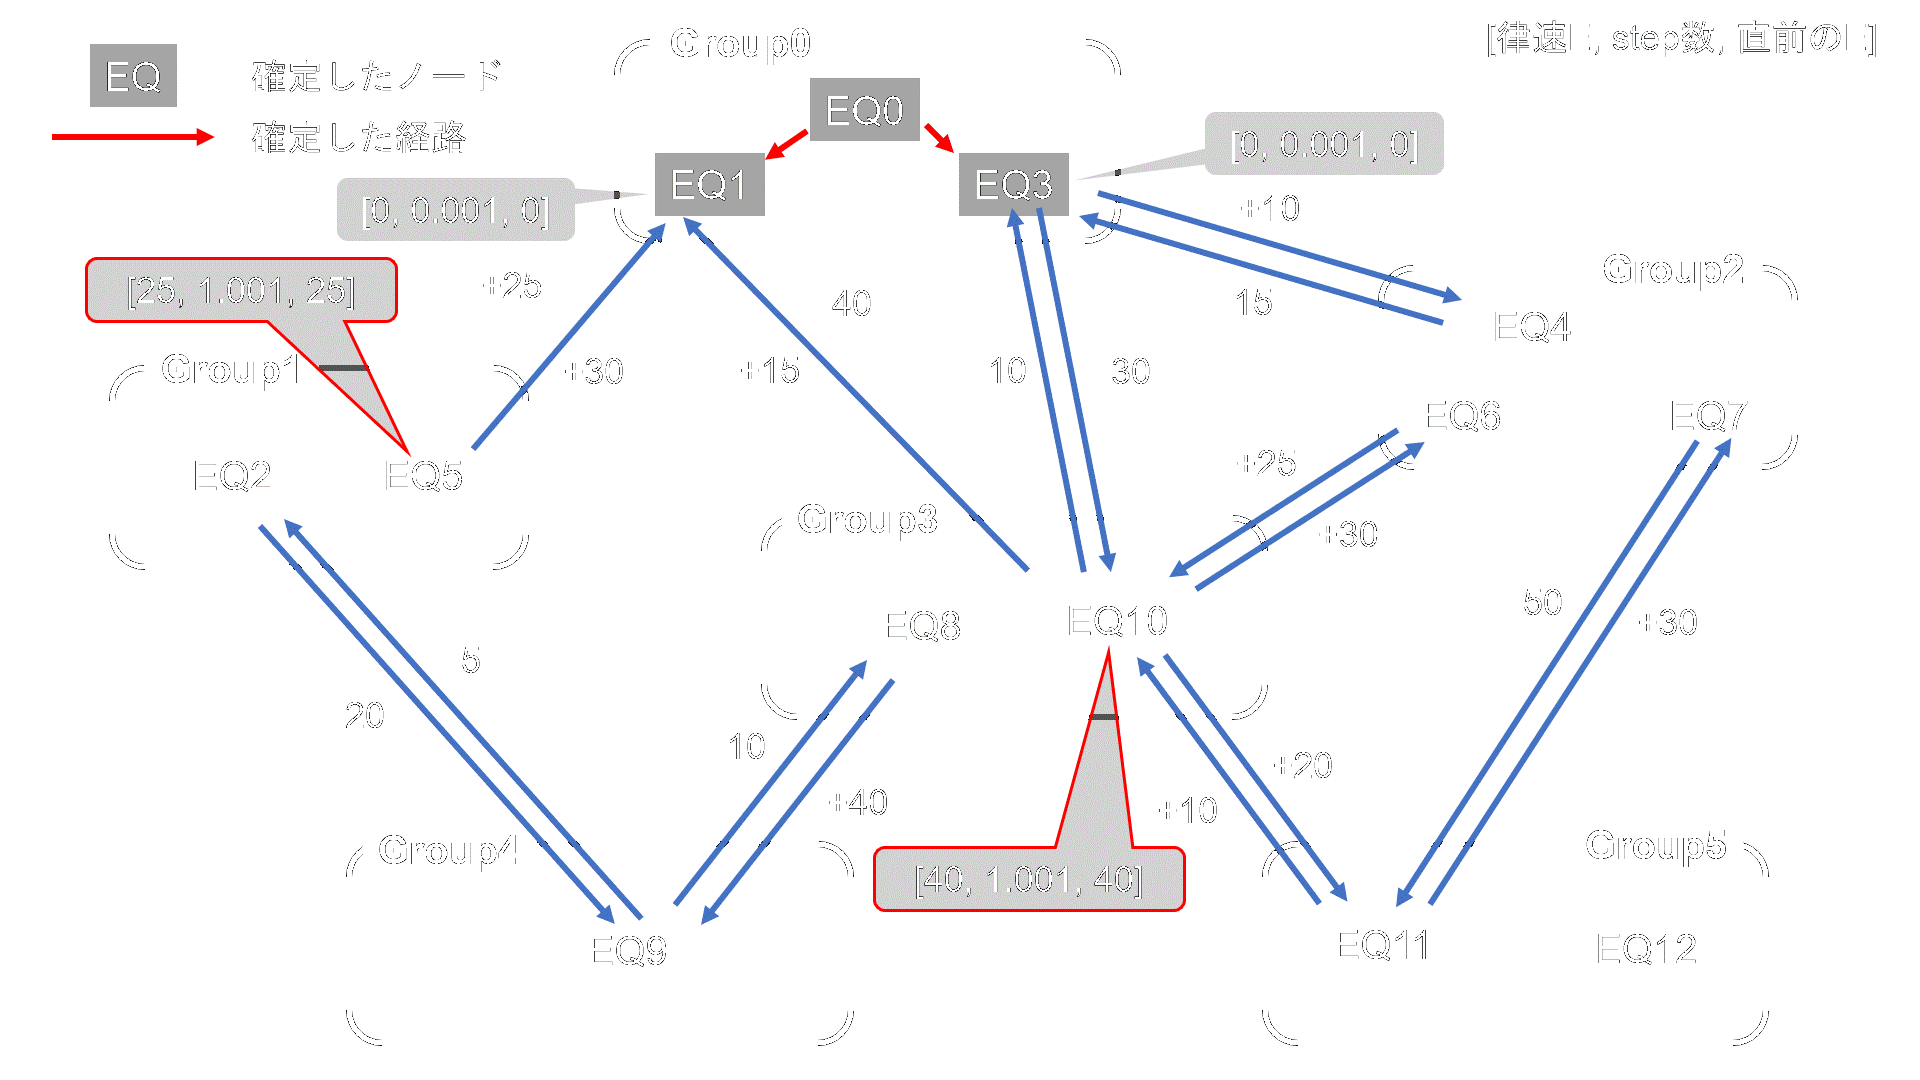 [律速E, step数, 直前のE]
EQ
確定したノード
確定した経路
Group0
EQ0
EQ1
EQ3
[0, 0.001, 0]
[0, 0.001, 0]
+10
15
+25
+30
40
+15
10
30
[25, 1.001, 25]
Group1
EQ2
EQ5
Group2
EQ4
EQ6
EQ7
+25
+30
Group3
EQ8
EQ10
50
+30
5
20
10
+40
+20
+10
[40, 1.001, 40]
Group4
EQ9
Group5
EQ11
EQ12